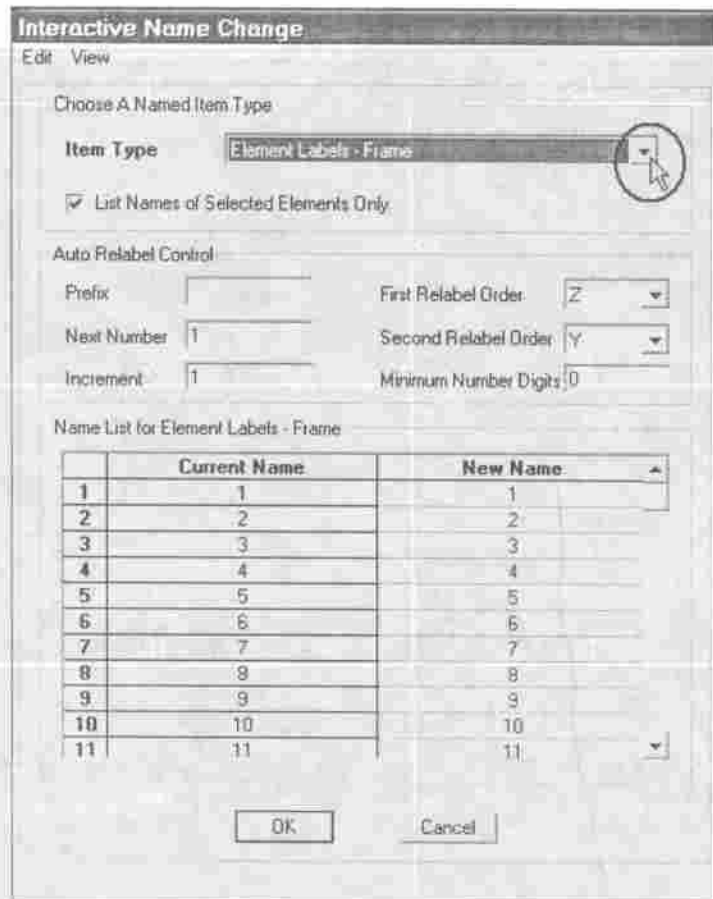 Interactive Name Change
Edit View
Choose A Named Item Type
Item Type Element Labels - Frame
List Names of Selected Elements Only
Auto Relabel Control
Prefix First Relabel Order Z
Next Number 1 Second Relabel Order Y
Increment 1 Minimum Number Digits 0
Name List for Element Labels - Frame
Current Name New Name
1 1 1
2 2 2
3 3 3
4 4 4
5 5 5
6 6 6
7 7 7
8 8 8
9 9 9
10 10 10
11 11 11
OK Cancel